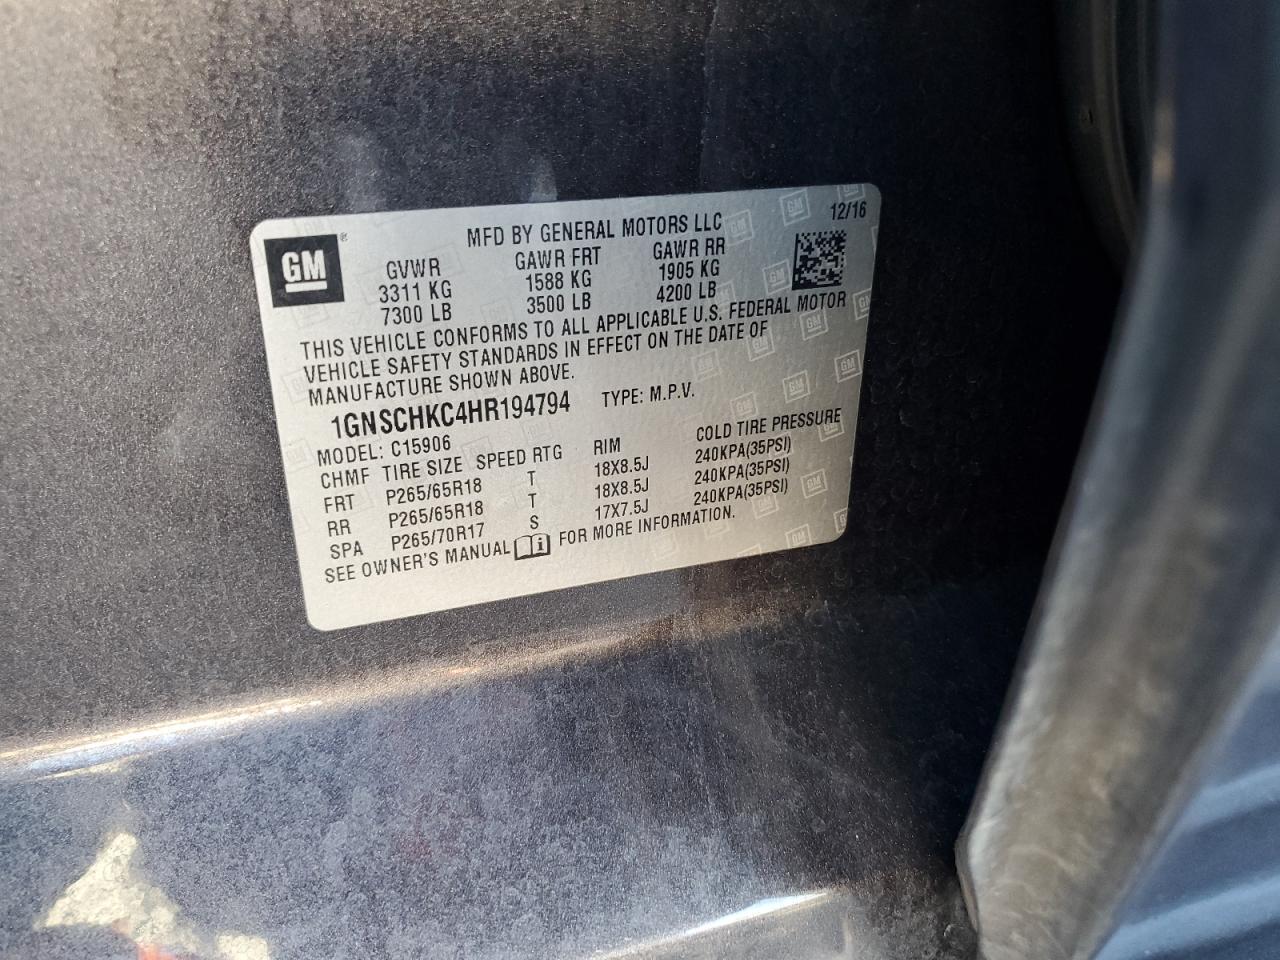 GM ®
MFD BY GENERAL MOTORS LLC 12/16
GVWR GAWR FRT GAWR RR
3311 KG 1588 KG 1905 KG
7300 LB 3500 LB 4200 LB
THIS VEHICLE CONFORMS TO ALL APPLICABLE U.S. FEDERAL MOTOR
VEHICLE SAFETY STANDARDS IN EFFECT ON THE DATE OF
MANUFACTURE SHOWN ABOVE.
1GNSCHKC4HR194794 TYPE: M.P.V.
MODEL: C15906
CHMF TIRE SIZE SPEED RTG RIM COLD TIRE PRESSURE
FRT P265/65R18 T 18X8.5J 240KPA(35PSI)
RR P265/65R18 T 18X8.5J 240KPA(35PSI)
SPA P265/70R17 S 17X7.5J 240KPA(35PSI)
SEE OWNER'S MANUAL i FOR MORE INFORMATION.